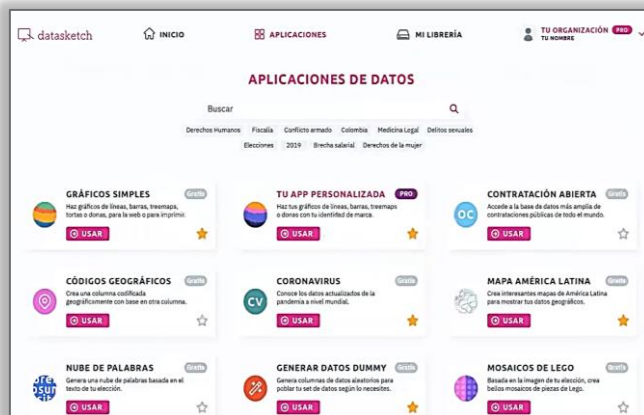 datasketch
INICIO
APLICACIONES
MI LIBRERÍA
TU ORGANIZACIÓN PRO
TU NOMBRE
APLICACIONES DE DATOS
Buscar
Derechos Humanos Fiscalía Conflicto armado Colombia Medicina Legal Delitos sexuales
Elecciones 2019 Brecha salarial Derechos de la mujer
GRÁFICOS SIMPLES Gratis
Haz gráficos de líneas, barras, treemaps,
tortas o donas, para la web o para imprimir.
USAR
TU APP PERSONALIZADA PRO
Haz tus gráficos de líneas, barras, treemaps
o donas con tu identidad de marca.
USAR
OC
CONTRATACIÓN ABIERTA Gratis
Accede a la base de datos más amplia de
contrataciones públicas de todo el mundo.
USAR
CÓDIGOS GEOGRÁFICOS Gratis
Crea una columna codificada
geográficamente con base en otra columna.
USAR
CV
CORONAVIRUS Gratis
Conoce los datos actualizados de la
pandemia a nivel mundial.
USAR
MAPA AMÉRICA LATINA Gratis
Crea interesantes mapas de América Latina
para mostrar tus datos geográficos.
USAR
NUBE DE PALABRAS Gratis
Genera una nube de palabras basada en el
texto de tu elección.
USAR
GENERAR DATOS DUMMY Gratis
Genera columnas de datos aleatorios para
poblar tu set de datos según lo necesites.
USAR
MOSAICOS DE LEGO Gratis
Basada en la imagen de tu elección, crea
bellos mosaicos de piezas de Lego.
USAR